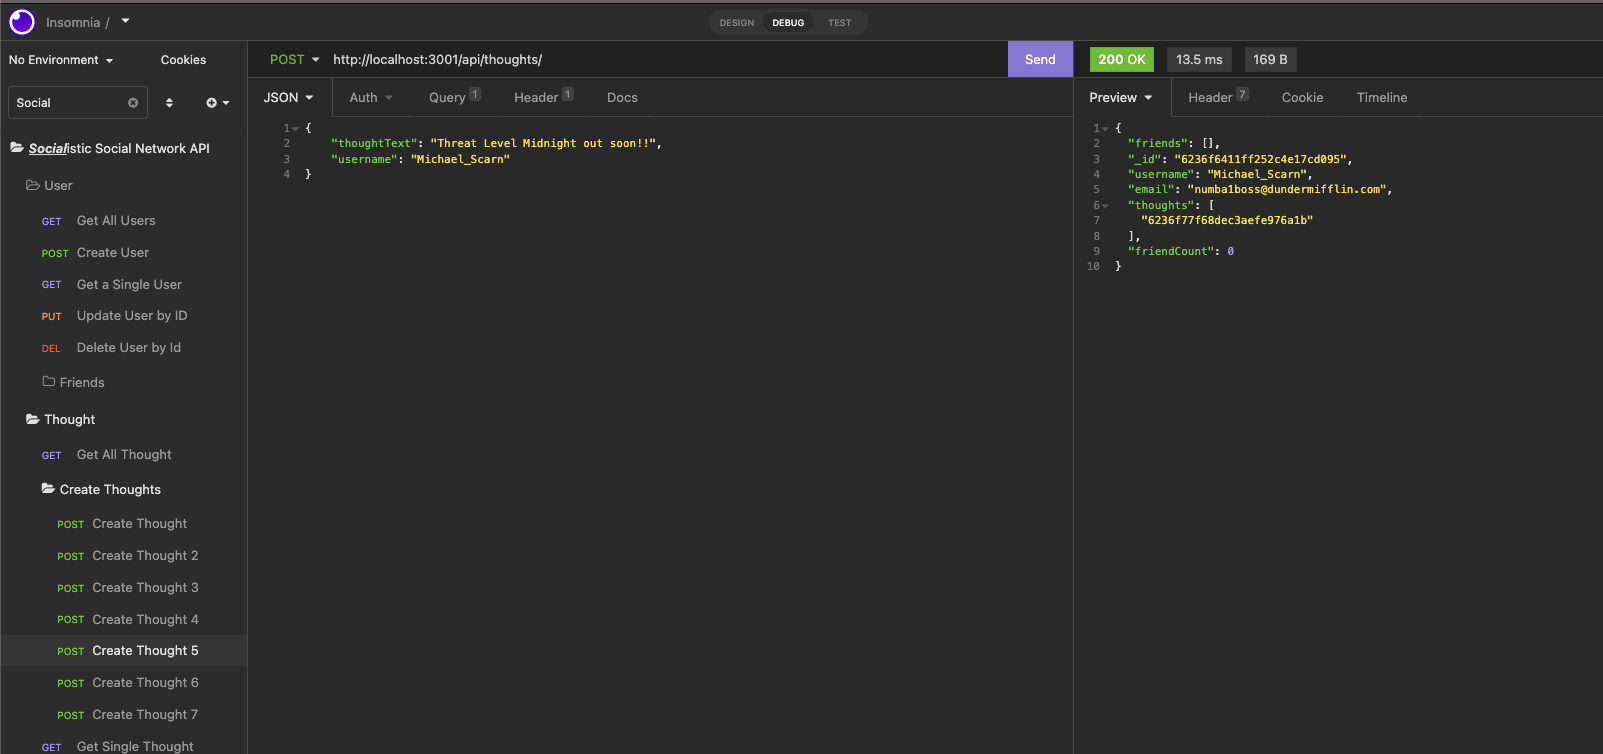 Insomnia /
DESIGN DEBUG TEST
No Environment Cookies
Social
Socialistic Social Network API
User
GET Get All Users
POST Create User
GET Get a Single User
PUT Update User by ID
DEL Delete User by Id
Friends
Thought
GET Get All Thought
Create Thoughts
POST Create Thought
POST Create Thought 2
POST Create Thought 3
POST Create Thought 4
POST Create Thought 5
POST Create Thought 6
POST Create Thought 7
GET Get Single Thought
POST http://localhost:3001/api/thoughts/ Send
JSON Auth Query 1 Header 1 Docs
1 {
2 "thoughtText": "Threat Level Midnight out soon!!",
3 "username": "Michael_Scarn"
4 }
200 OK 13.5 ms 169 B
Preview Header 7 Cookie Timeline
1 {
2 "friends": [],
3 "_id": "6236f6411ff252c4e17cd095",
4 "username": "Michael_Scarn",
5 "email": "numba1boss@dundermifflin.com",
6 "thoughts": [
7 "6236f77f68dec3aefe976a1b"
8 ],
9 "friendCount": 0
10 }